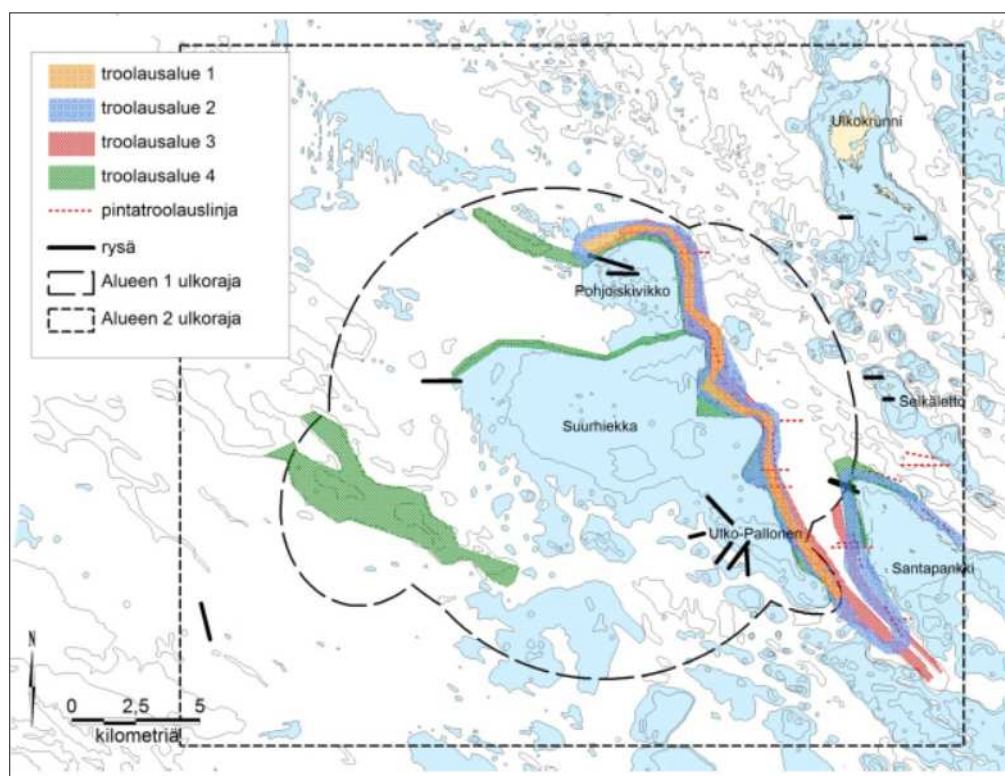 troolausalue 1
troolausalue 2
troolausalue 3
troolausalue 4
pintatroolauslinja
rysä
Alueen 1 ulkoraja
Alueen 2 ulkoraja
Ulkokrunni
Pohjoiskivikko
Selkäletto
Suurhiekka
Ulko-Pallonen
Santapankki
N
0 2,5 5
kilometriä